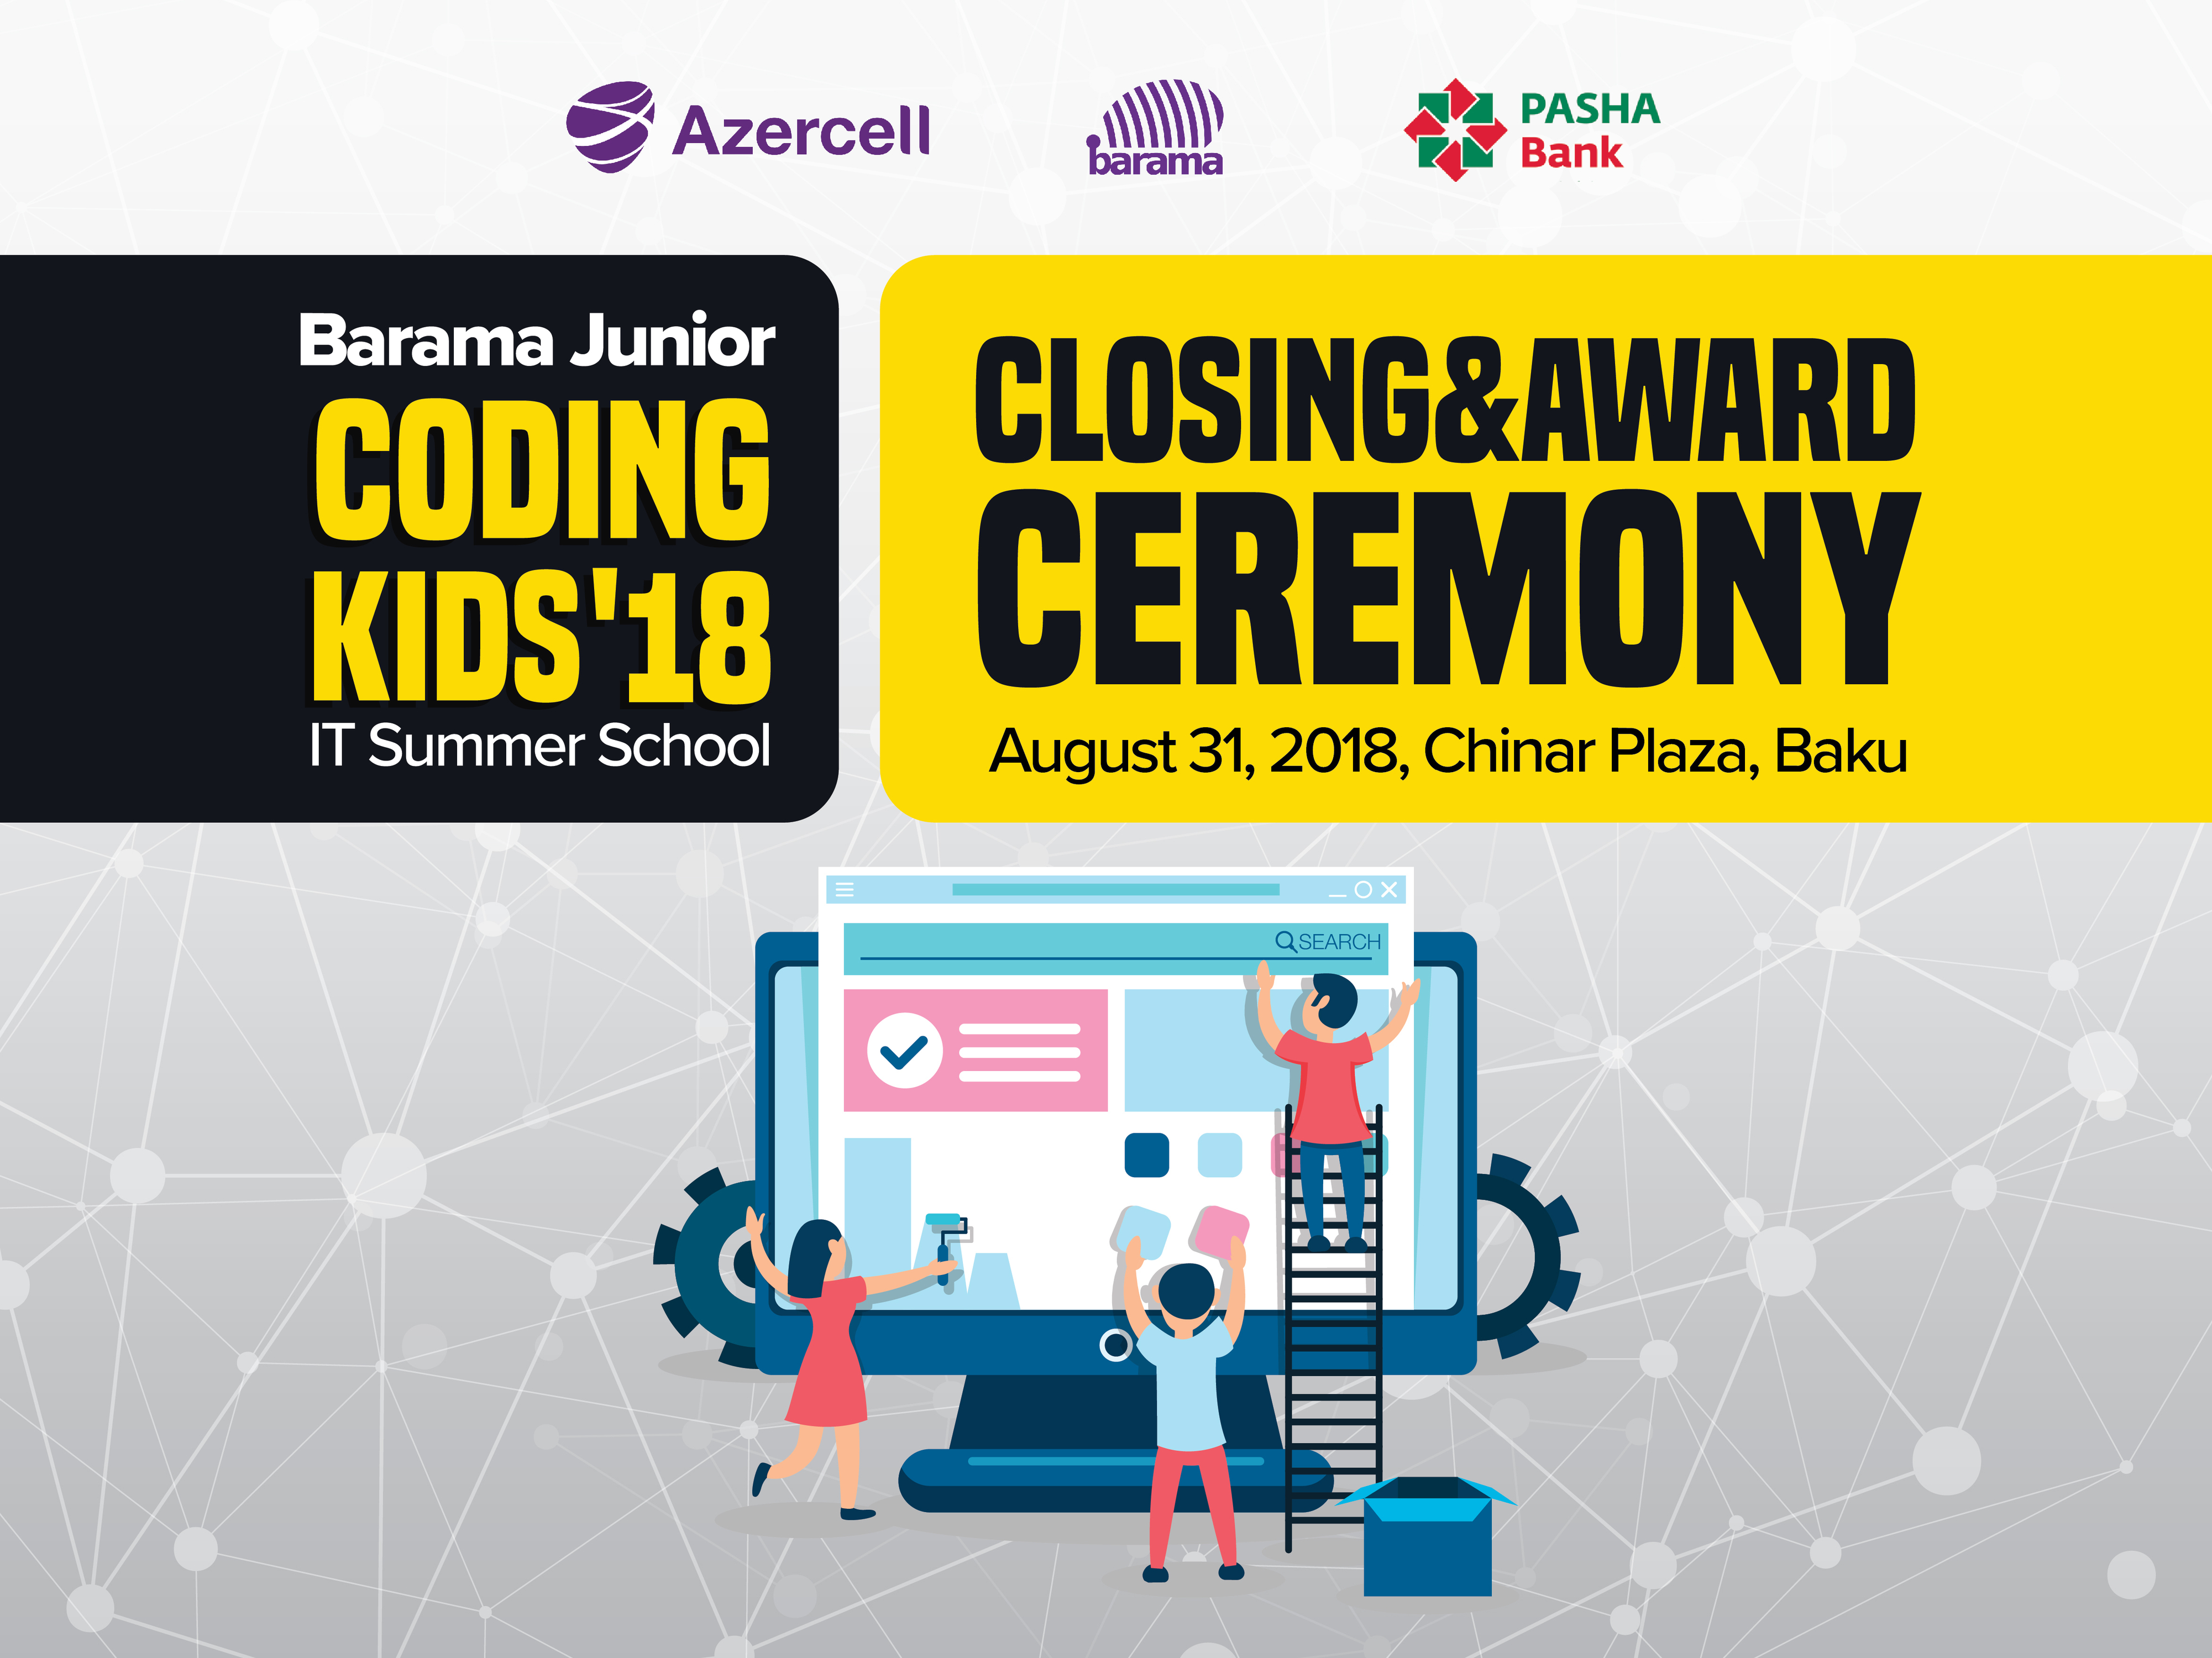 Azercell
barama
PASHA
Bank
Barama Junior
CODING
KIDS'18
IT Summer School
CLOSING&AWARD
CEREMONY
August 31, 2018, Chinar Plaza, Baku
SEARCH